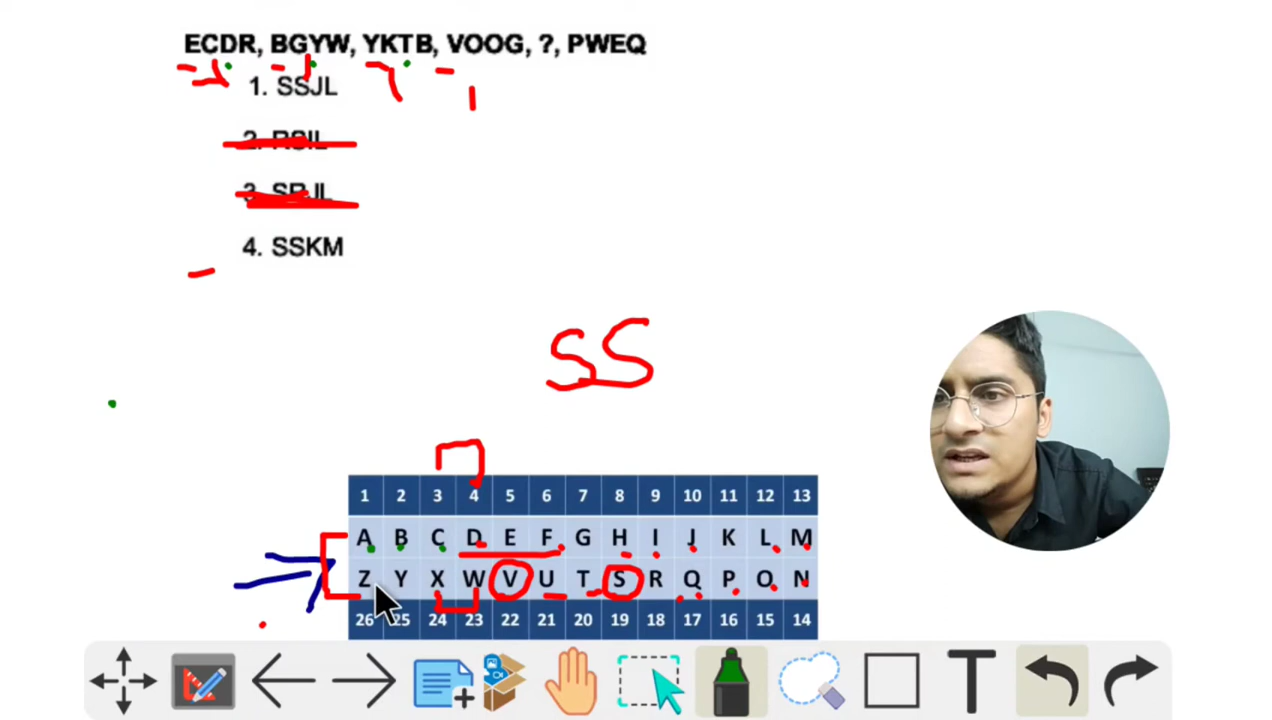 ECDR, BGYW, YKTB, VOOG, ?, PWEQ
1. SSJL
2. RSIL
3. SRJL
4. SSKM
SS
1 2 3 4 5 6 7 8 9 10 11 12 13
A B C D E F G H I J K L M
Z Y X W V U T S R Q P O N
26 25 24 23 22 21 20 19 18 17 16 15 14
T